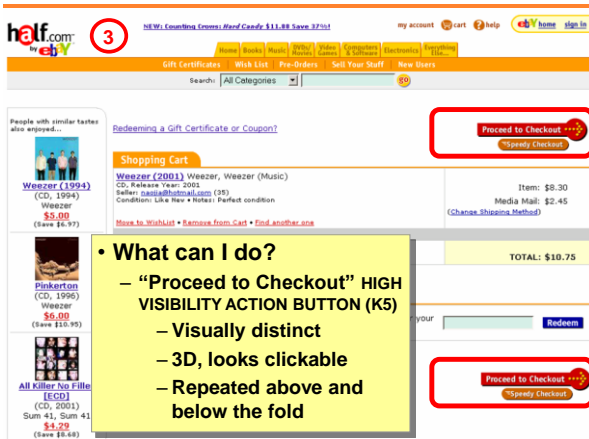 half.com
by ebY
3
NEW: Counting Crows: Hard Candy $11.88 Save 37%!
my account cart help
ebY home sign in
Home Books Music DVDs/Movies Video Games Computers & Software Electronics Everything Else...
Gift Certificates Wish List Pre-Orders Sell Your Stuff New Users
Search: All Categories go
People with similar tastes also enjoyed...
Redeeming a Gift Certificate or Coupon?
Proceed to Checkout
Speedy Checkout
Shopping Cart
Weezer (2001) Weezer, Weezer (Music)
CD, Release Year: 2001
Seller: naojia@hotmail.com (35)
Condition: Like New • Notes: Perfect condition
Move to WishList • Remove from Cart • Find another one
Item: $8.30
Media Mail: $2.45
(Change Shipping Method)
TOTAL: $10.75
Weezer (1994)
(CD, 1994)
Weezer
$5.00
(Save $6.97)
Pinkerton
(CD, 1996)
Weezer
$6.00
(Save $10.95)
All Killer No Fille
[ECD]
(CD, 2001)
Sum 41, Sum 41
$4.29
(Save $8.68)
• What can I do?
– “Proceed to Checkout” HIGH
VISIBILITY ACTION BUTTON (K5)
– Visually distinct
– 3D, looks clickable
– Repeated above and
below the fold
your
Redeem
Proceed to Checkout
Speedy Checkout